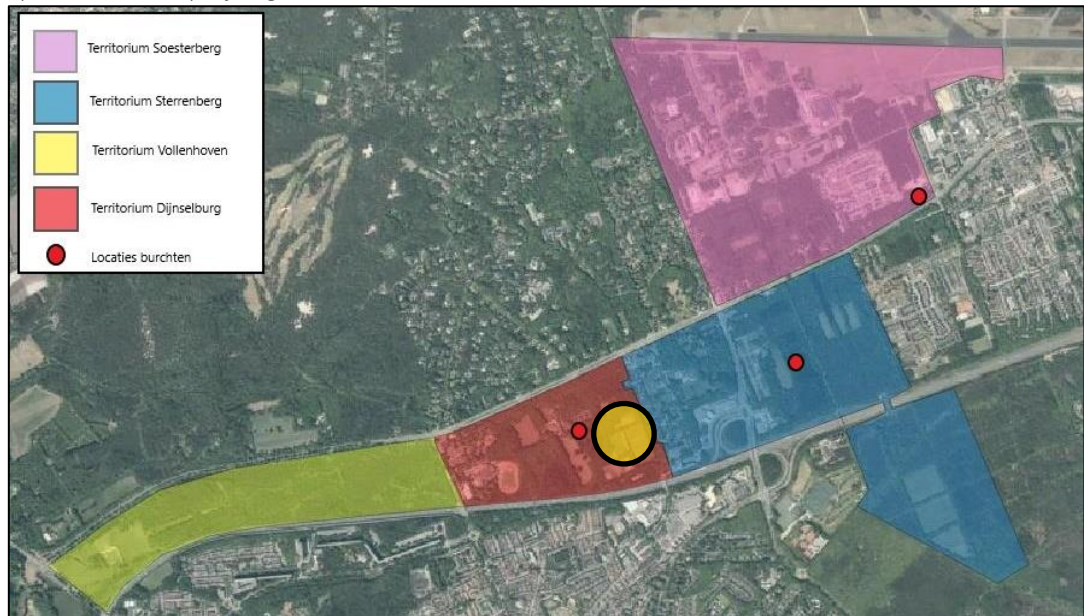 Territorium Soesterberg
Territorium Sterrenberg
Territorium Vollenhoven
Territorium Dijnselburg
Locaties burchten